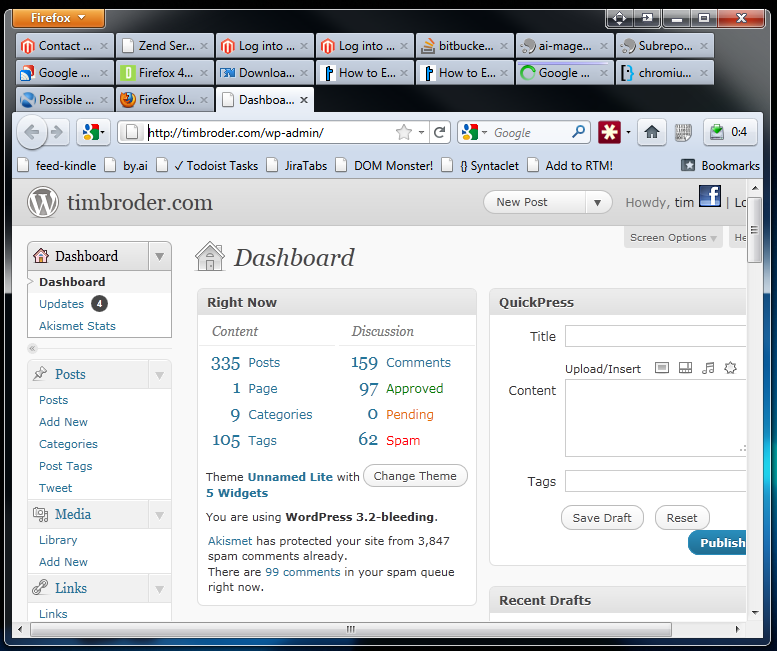 Firefox
Contact ... Zend Ser... Log into ... Log into ... bitbucke... ai-mage... Subrepo...
Google ... Firefox 4... Downloa... How to E... How to E... Google ... chromiu...
Possible ... Firefox U... Dashboa...
http://timbroder.com/wp-admin/ Google 0:4
feed-kindle by.ai ✓ Todoist Tasks JiraTabs DOM Monster! {} Syntaclet Add to RTM! Bookmarks
timbroder.com New Post Howdy, tim | Lo
Screen Options He
Dashboard
Dashboard
Updates 4
Akismet Stats
Posts
Posts
Add New
Categories
Post Tags
Tweet
Media
Library
Add New
Links
Links
Dashboard
Right Now
Content Discussion
335 Posts 159 Comments
1 Page 97 Approved
9 Categories 0 Pending
105 Tags 62 Spam
Theme Unnamed Lite with Change Theme
5 Widgets
You are using WordPress 3.2-bleeding.
Akismet has protected your site from 3,847
spam comments already.
There are 99 comments in your spam queue
right now.
QuickPress
Title
Upload/Insert
Content
Tags
Save Draft Reset
Publish
Recent Drafts